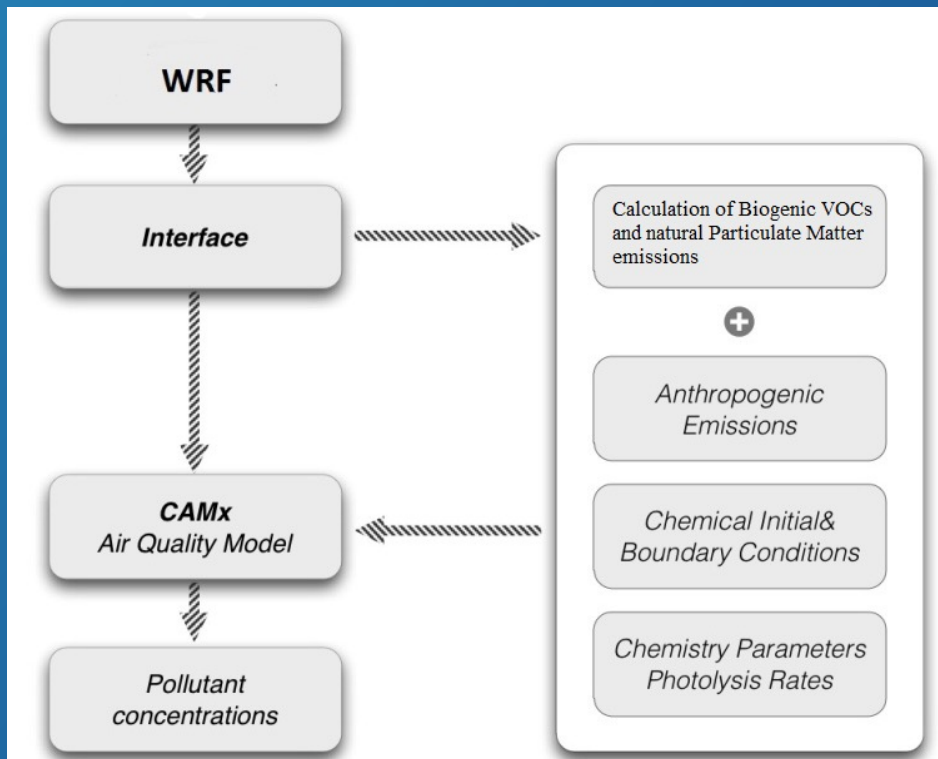 WRF
Interface
Calculation of Biogenic VOCs
and natural Particulate Matter
emissions
Anthropogenic
Emissions
CAMx
Air Quality Model
Chemical Initial&
Boundary Conditions
Pollutant
concentrations
Chemistry Parameters
Photolysis Rates